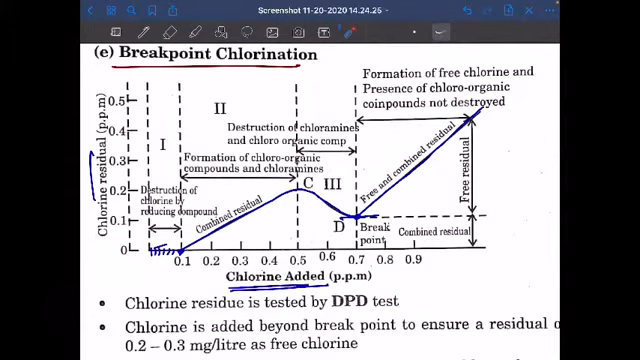 Screenshot 11-20-2020 14.24.25
(e) Breakpoint Chlorination
Formation of free chlorine and
Presence of chloro-organic
coinpounds not destroyed
Chlorine residual (p.p.m)
0.5
0.4
0.3
0.2
0.1
0
I
II
Destruction of chloramines
and chloro organic comp
Formation of chloro-organic
compounds and chloramines
C
III
Destruction of
chlorine by
reducing compound
Combined residual
Free and combined residual
Free residual
D
Break
point
Combined residual
0.1 0.2 0.3 0.4 0.5 0.6 0.7 0.8 0.9
Chlorine Added (p.p.m)
• Chlorine residue is tested by DPD test
• Chlorine is added beyond break point to ensure a residual o
0.2 – 0.3 mg/litre as free chlorine